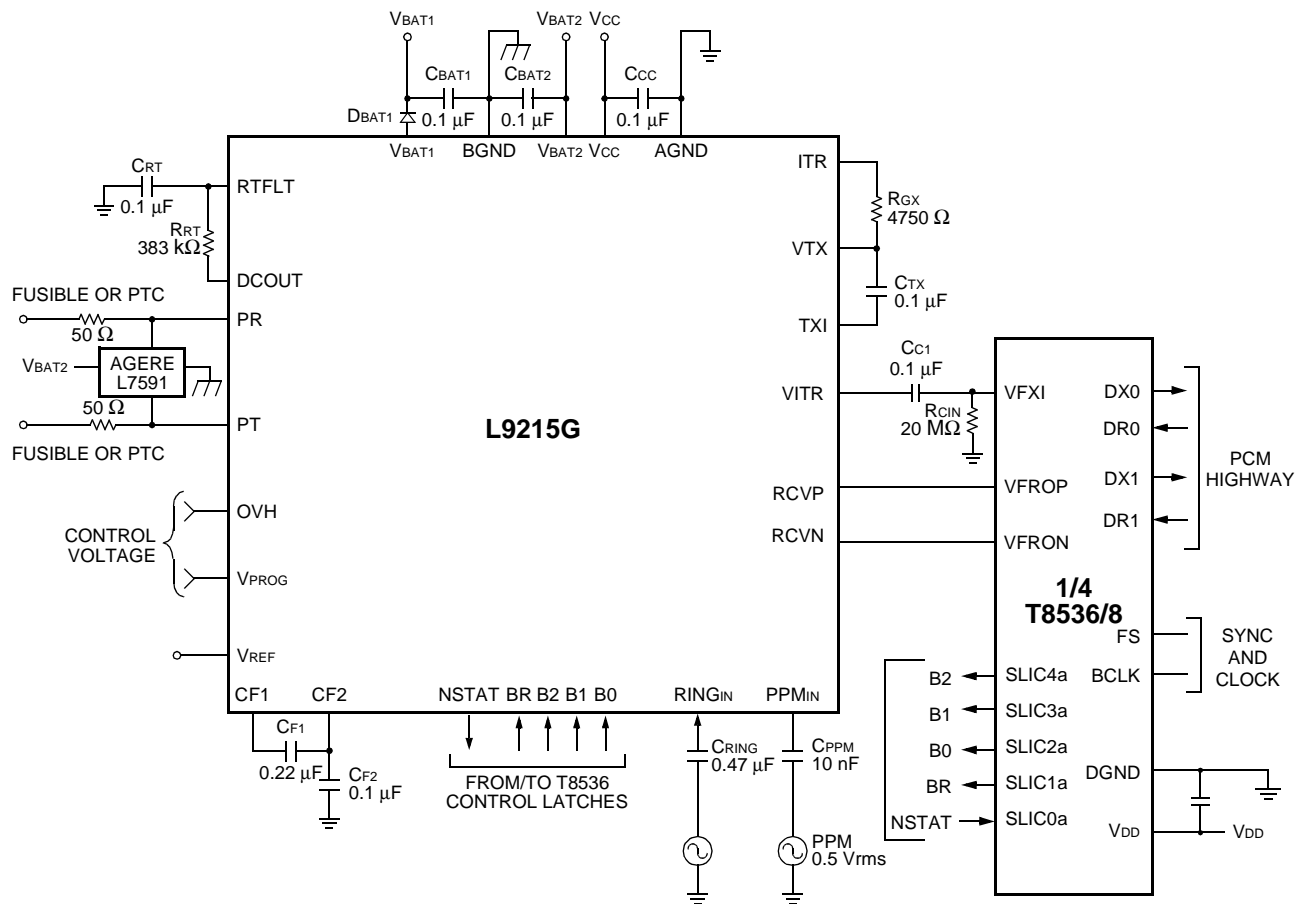 VBAT1 VBAT2 VCC
CBAT1 CBAT2 CCC
DBAT1 0.1 µF 0.1 µF 0.1 µF
VBAT1 BGND VBAT2 VCC AGND
CRT
0.1 µF
RTFLT
RRT
383 kΩ
DCOUT
FUSIBLE OR PTC
50 Ω
PR
VBAT2
AGERE
L7591
50 Ω
PT
FUSIBLE OR PTC
OVH
CONTROL
VOLTAGE
VPROG
VREF
L9215G
ITR
RGX
4750 Ω
VTX
CTX
0.1 µF
TXI
CC1
0.1 µF
VITR
RCIN
20 MΩ
RCVP
RCVN
CF1 CF2 NSTAT BR B2 B1 B0 RINGIN PPMIN
CF1
0.22 µF
CF2
0.1 µF
FROM/TO T8536
CONTROL LATCHES
CRING
0.47 µF
CPPM
10 nF
PPM
0.5 Vrms
VFXI
VFROP
VFRON
DX0
DR0
DX1
DR1
PCM
HIGHWAY
1/4
T8536/8
FS
BCLK
SYNC
AND
CLOCK
B2 SLIC4a
B1 SLIC3a
B0 SLIC2a
BR SLIC1a
NSTAT SLIC0a
DGND
VDD VDD